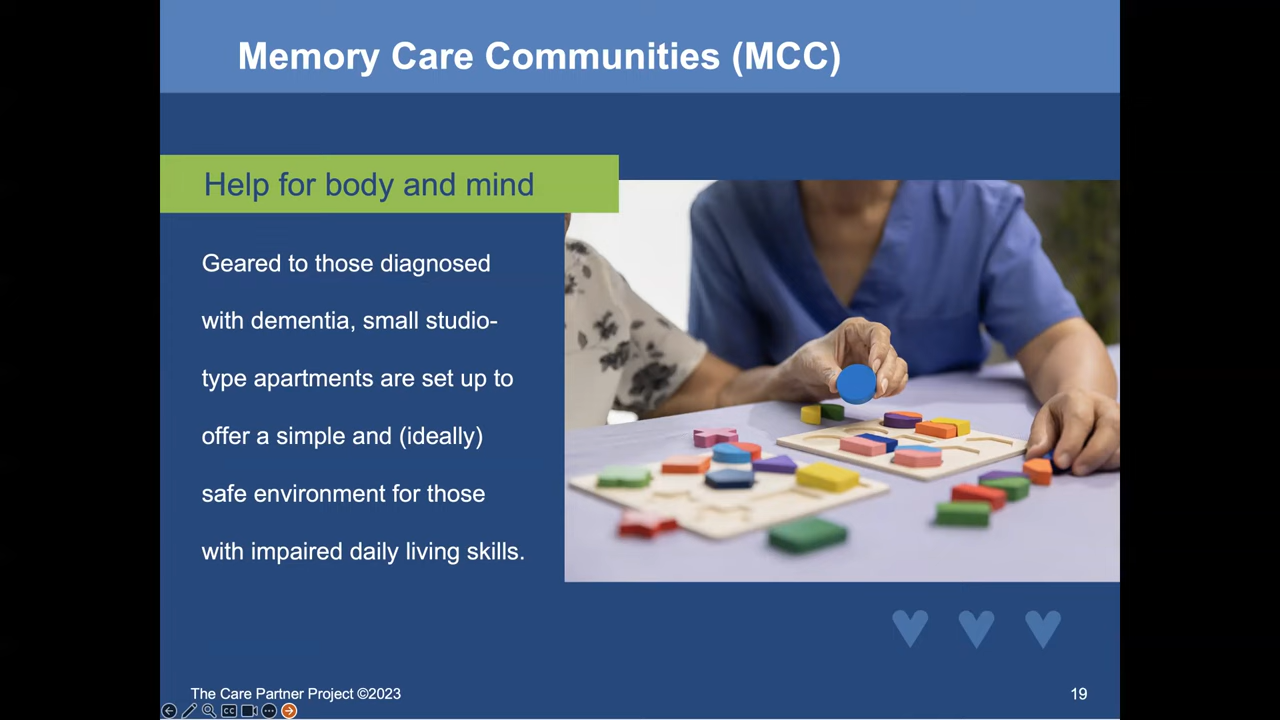 Memory Care Communities (MCC)
Help for body and mind
Geared to those diagnosed
with dementia, small studio-
type apartments are set up to
offer a simple and (ideally)
safe environment for those
with impaired daily living skills.
The Care Partner Project ©2023
19
CC